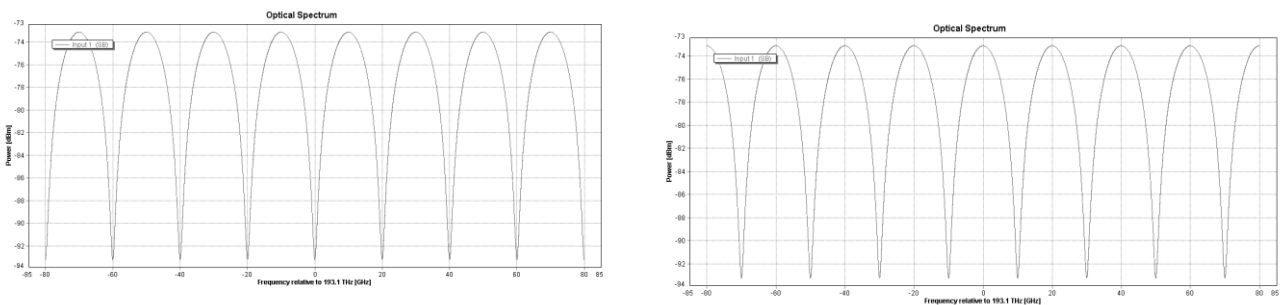 Optical Spectrum
-73
-74
-76
-78
-80
-82
-84
-86
-88
-90
-92
-94
Power [dBm]
Input 1 (SB)
-85 -80 -60 -40 -20 0 20 40 60 80 85
Frequency relative to 193.1 THz [GHz]
Optical Spectrum
-73
-74
-76
-78
-80
-82
-84
-86
-88
-90
-92
-94
Power [dBm]
Input 1 (SB)
-85 -80 -60 -40 -20 0 20 40 60 80 85
Frequency relative to 193.1 THz [GHz]